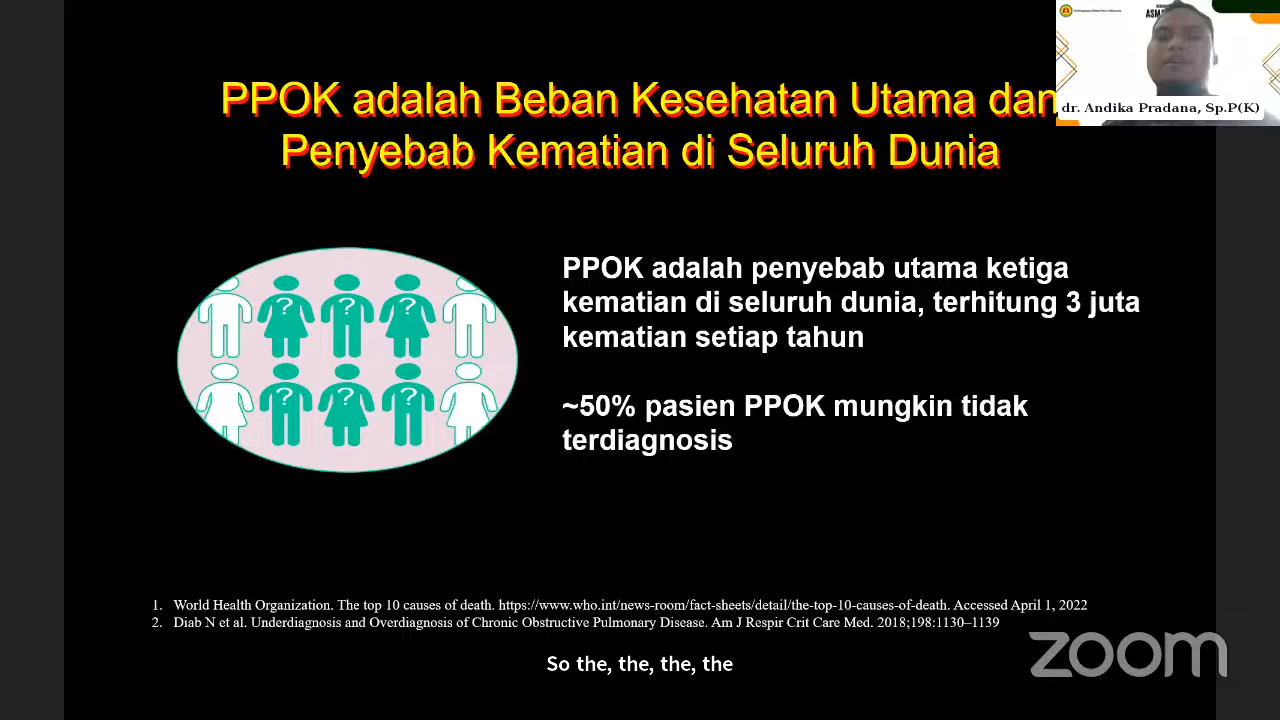 ASMA
dr. Andika Pradana, Sp.P(K)
PPOK adalah Beban Kesehatan Utama dan
Penyebab Kematian di Seluruh Dunia
? ? ?
? ? ?
PPOK adalah penyebab utama ketiga
kematian di seluruh dunia, terhitung 3 juta
kematian setiap tahun
~50% pasien PPOK mungkin tidak
terdiagnosis
1. World Health Organization. The top 10 causes of death. https://www.who.int/news-room/fact-sheets/detail/the-top-10-causes-of-death. Accessed April 1, 2022
2. Diab N et al. Underdiagnosis and Overdiagnosis of Chronic Obstructive Pulmonary Disease. Am J Respir Crit Care Med. 2018;198:1130–1139
zoom
So the, the, the, the